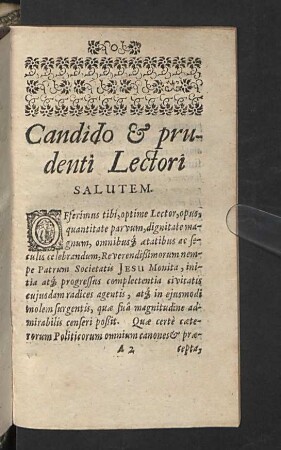 Candido & pru-
denti Lectori
SALUTEM.
OFferimus tibi, optime Lector, opus,
quantitate parvum, dignitate ma-
gnum, omnibusq́; ætatibus ac se-
culis celebrandum, Reverendissimorum nem-
pe Patrum Societatis JESU Monita, ini-
tia atq́; progressus complectentia civitatis
cujusdam radices agentis, atq́; in ejusmodi
molem surgentis, quæ suâ magnitudine ad-
mirabilis censeri possit. Quæ certè cæte-
rorum Politicorum omnium canones & præ-
A 2 cepta,